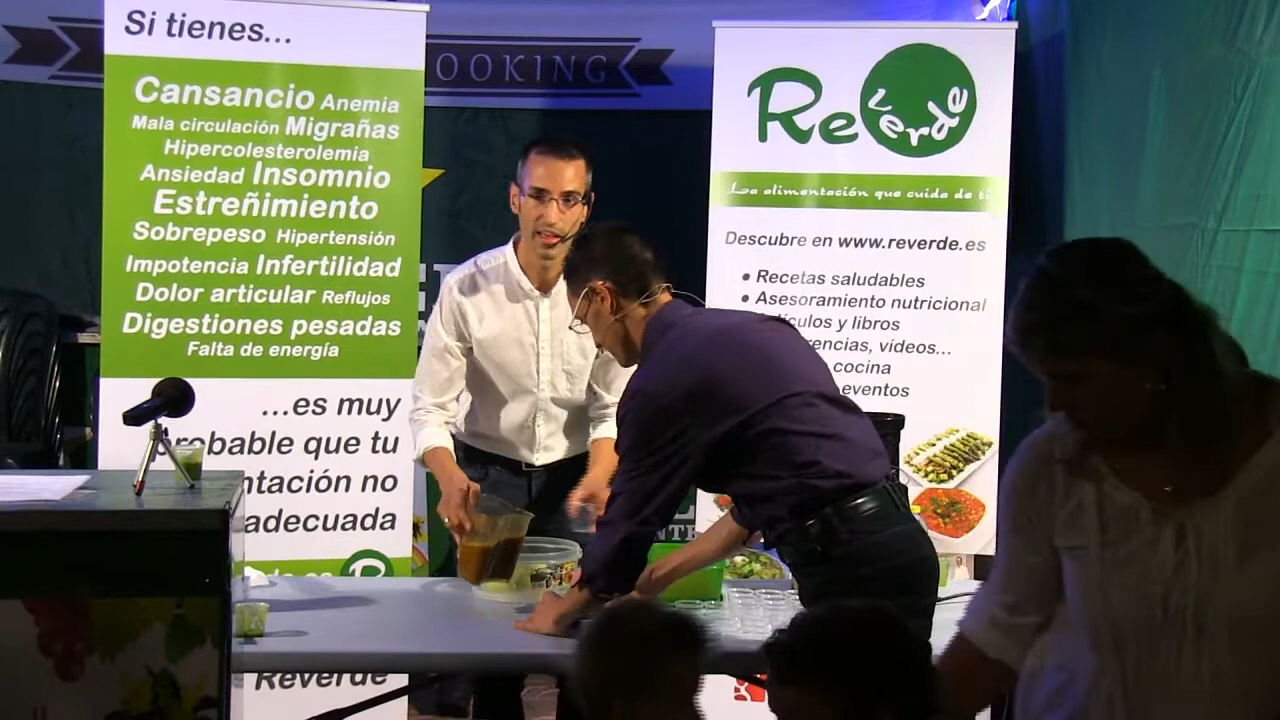 Si tienes...
Cansancio Anemia
Mala circulación Migrañas
Hipercolesterolemia
Ansiedad Insomnio
Estreñimiento
Sobrepeso Hipertensión
Impotencia Infertilidad
Dolor articular Reflujos
Digestiones pesadas
Falta de energía
...es muy
probable que tu
ntación no
adecuada
R
Reverde
OOKING
ReVerde
La alimentación que cuida de ti
Descubre en www.reverde.es
• Recetas saludables
• Asesoramiento nutricional
tículos y libros
rencias, vídeos...
cocina
eventos